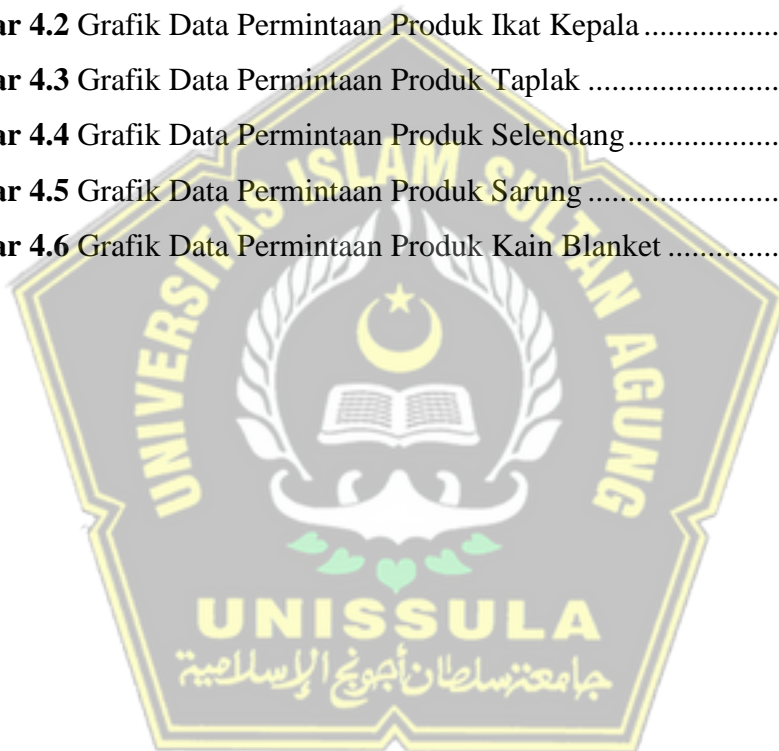 ar 4.2 Grafik Data Permintaan Produk Ikat Kepala ..................
ar 4.3 Grafik Data Permintaan Produk Taplak .........................
ar 4.4 Grafik Data Permintaan Produk Selendang....................
ar 4.5 Grafik Data Permintaan Produk Sarung .........................
ar 4.6 Grafik Data Permintaan Produk Kain Blanket ..............
UNIVERSITAS ISLAM SULTAN AGUNG
UNISSULA
جامعة سلطان أجونج الإسلامية